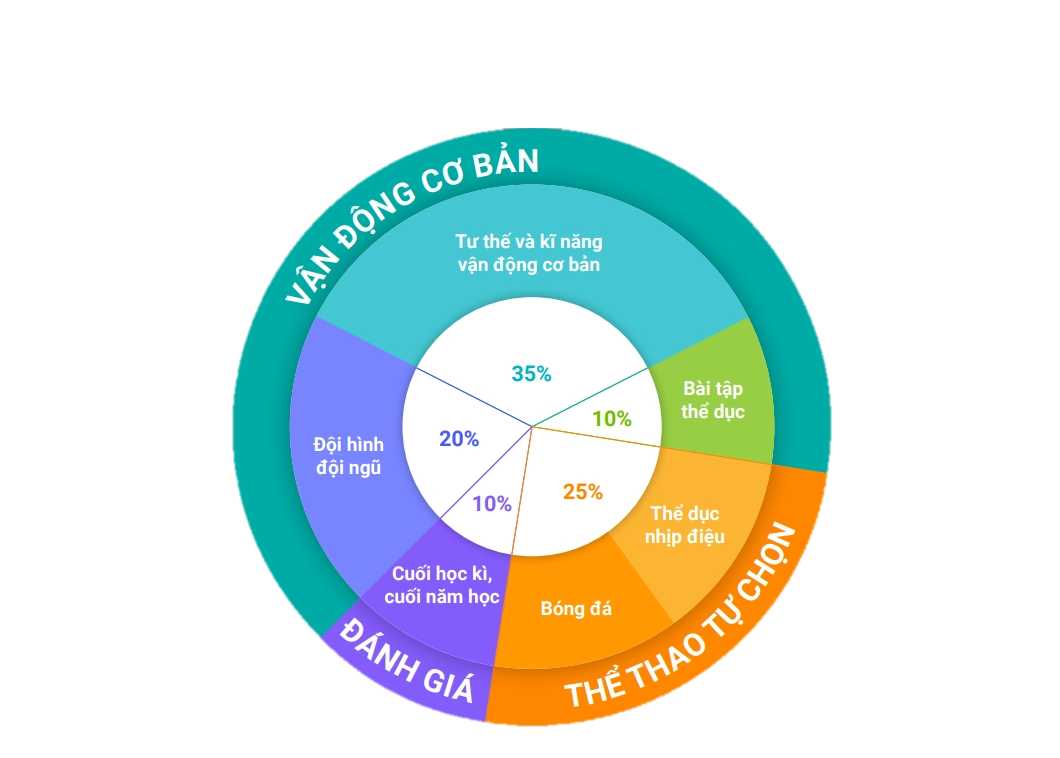 VẬN ĐỘNG CƠ BẢN
Tư thế và kĩ năng
vận động cơ bản
35%
Bài tập
thể dục
10%
Đội hình
đội ngũ
20%
25%
10%
Thể dục
nhịp điệu
Cuối học kì,
cuối năm học
Bóng đá
ĐÁNH GIÁ
THỂ THAO TỰ CHỌN